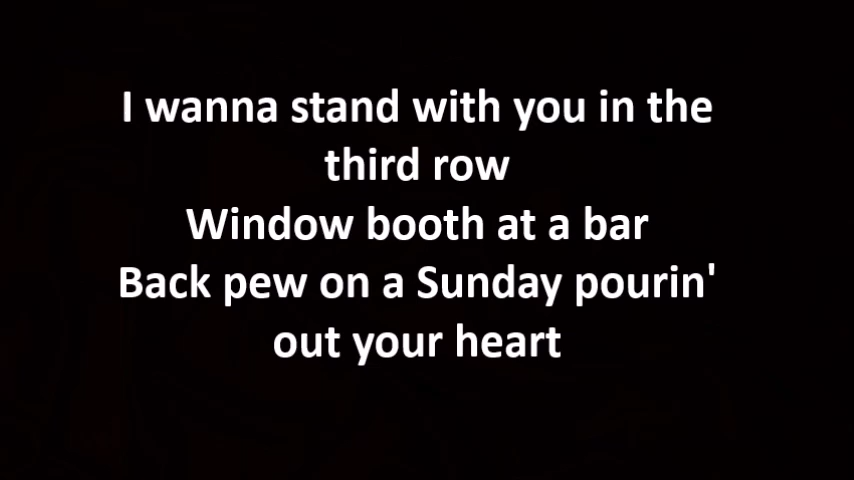 I wanna stand with you in the
third row
Window booth at a bar
Back pew on a Sunday pourin'
out your heart